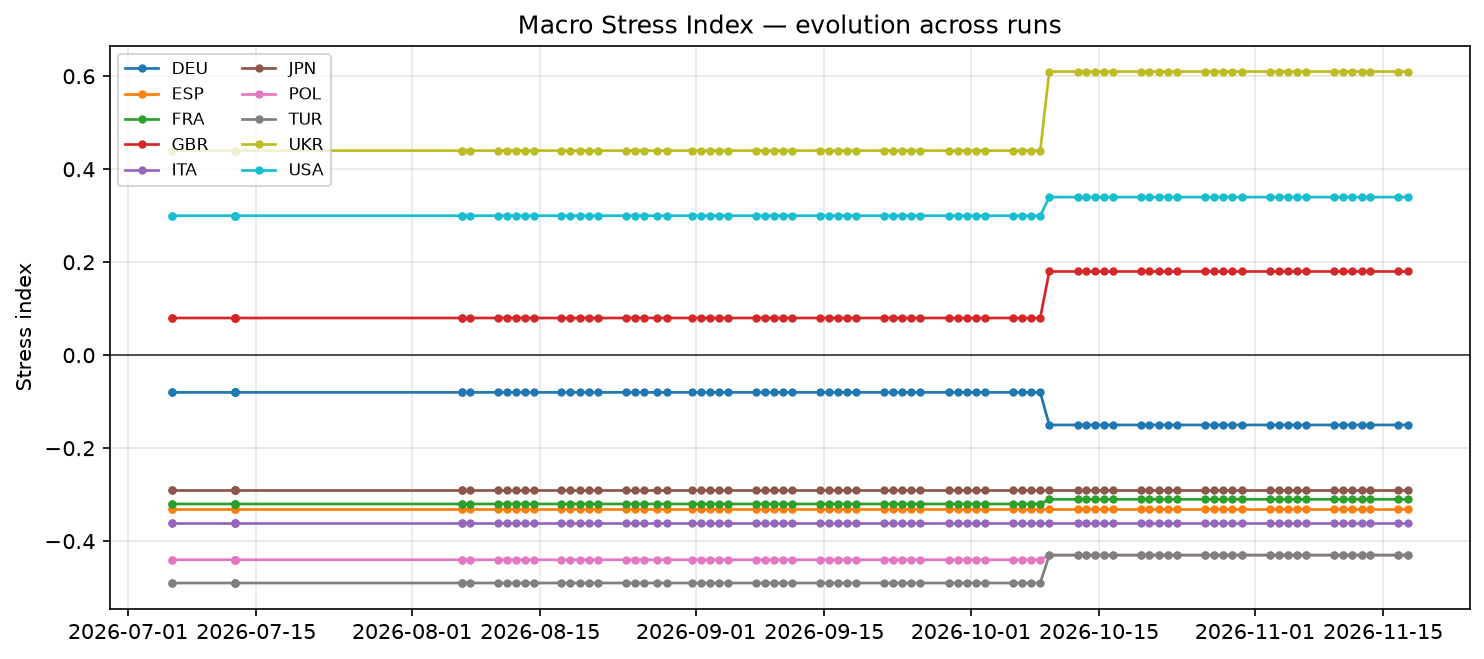 Macro Stress Index — evolution across runs
DEU JPN
ESP POL
FRA TUR
GBR UKR
ITA USA
Stress index
0.6
0.4
0.2
0.0
−0.2
−0.4
2026-07-01 2026-07-15 2026-08-01 2026-08-15 2026-09-01 2026-09-15 2026-10-01 2026-10-15 2026-11-01 2026-11-15